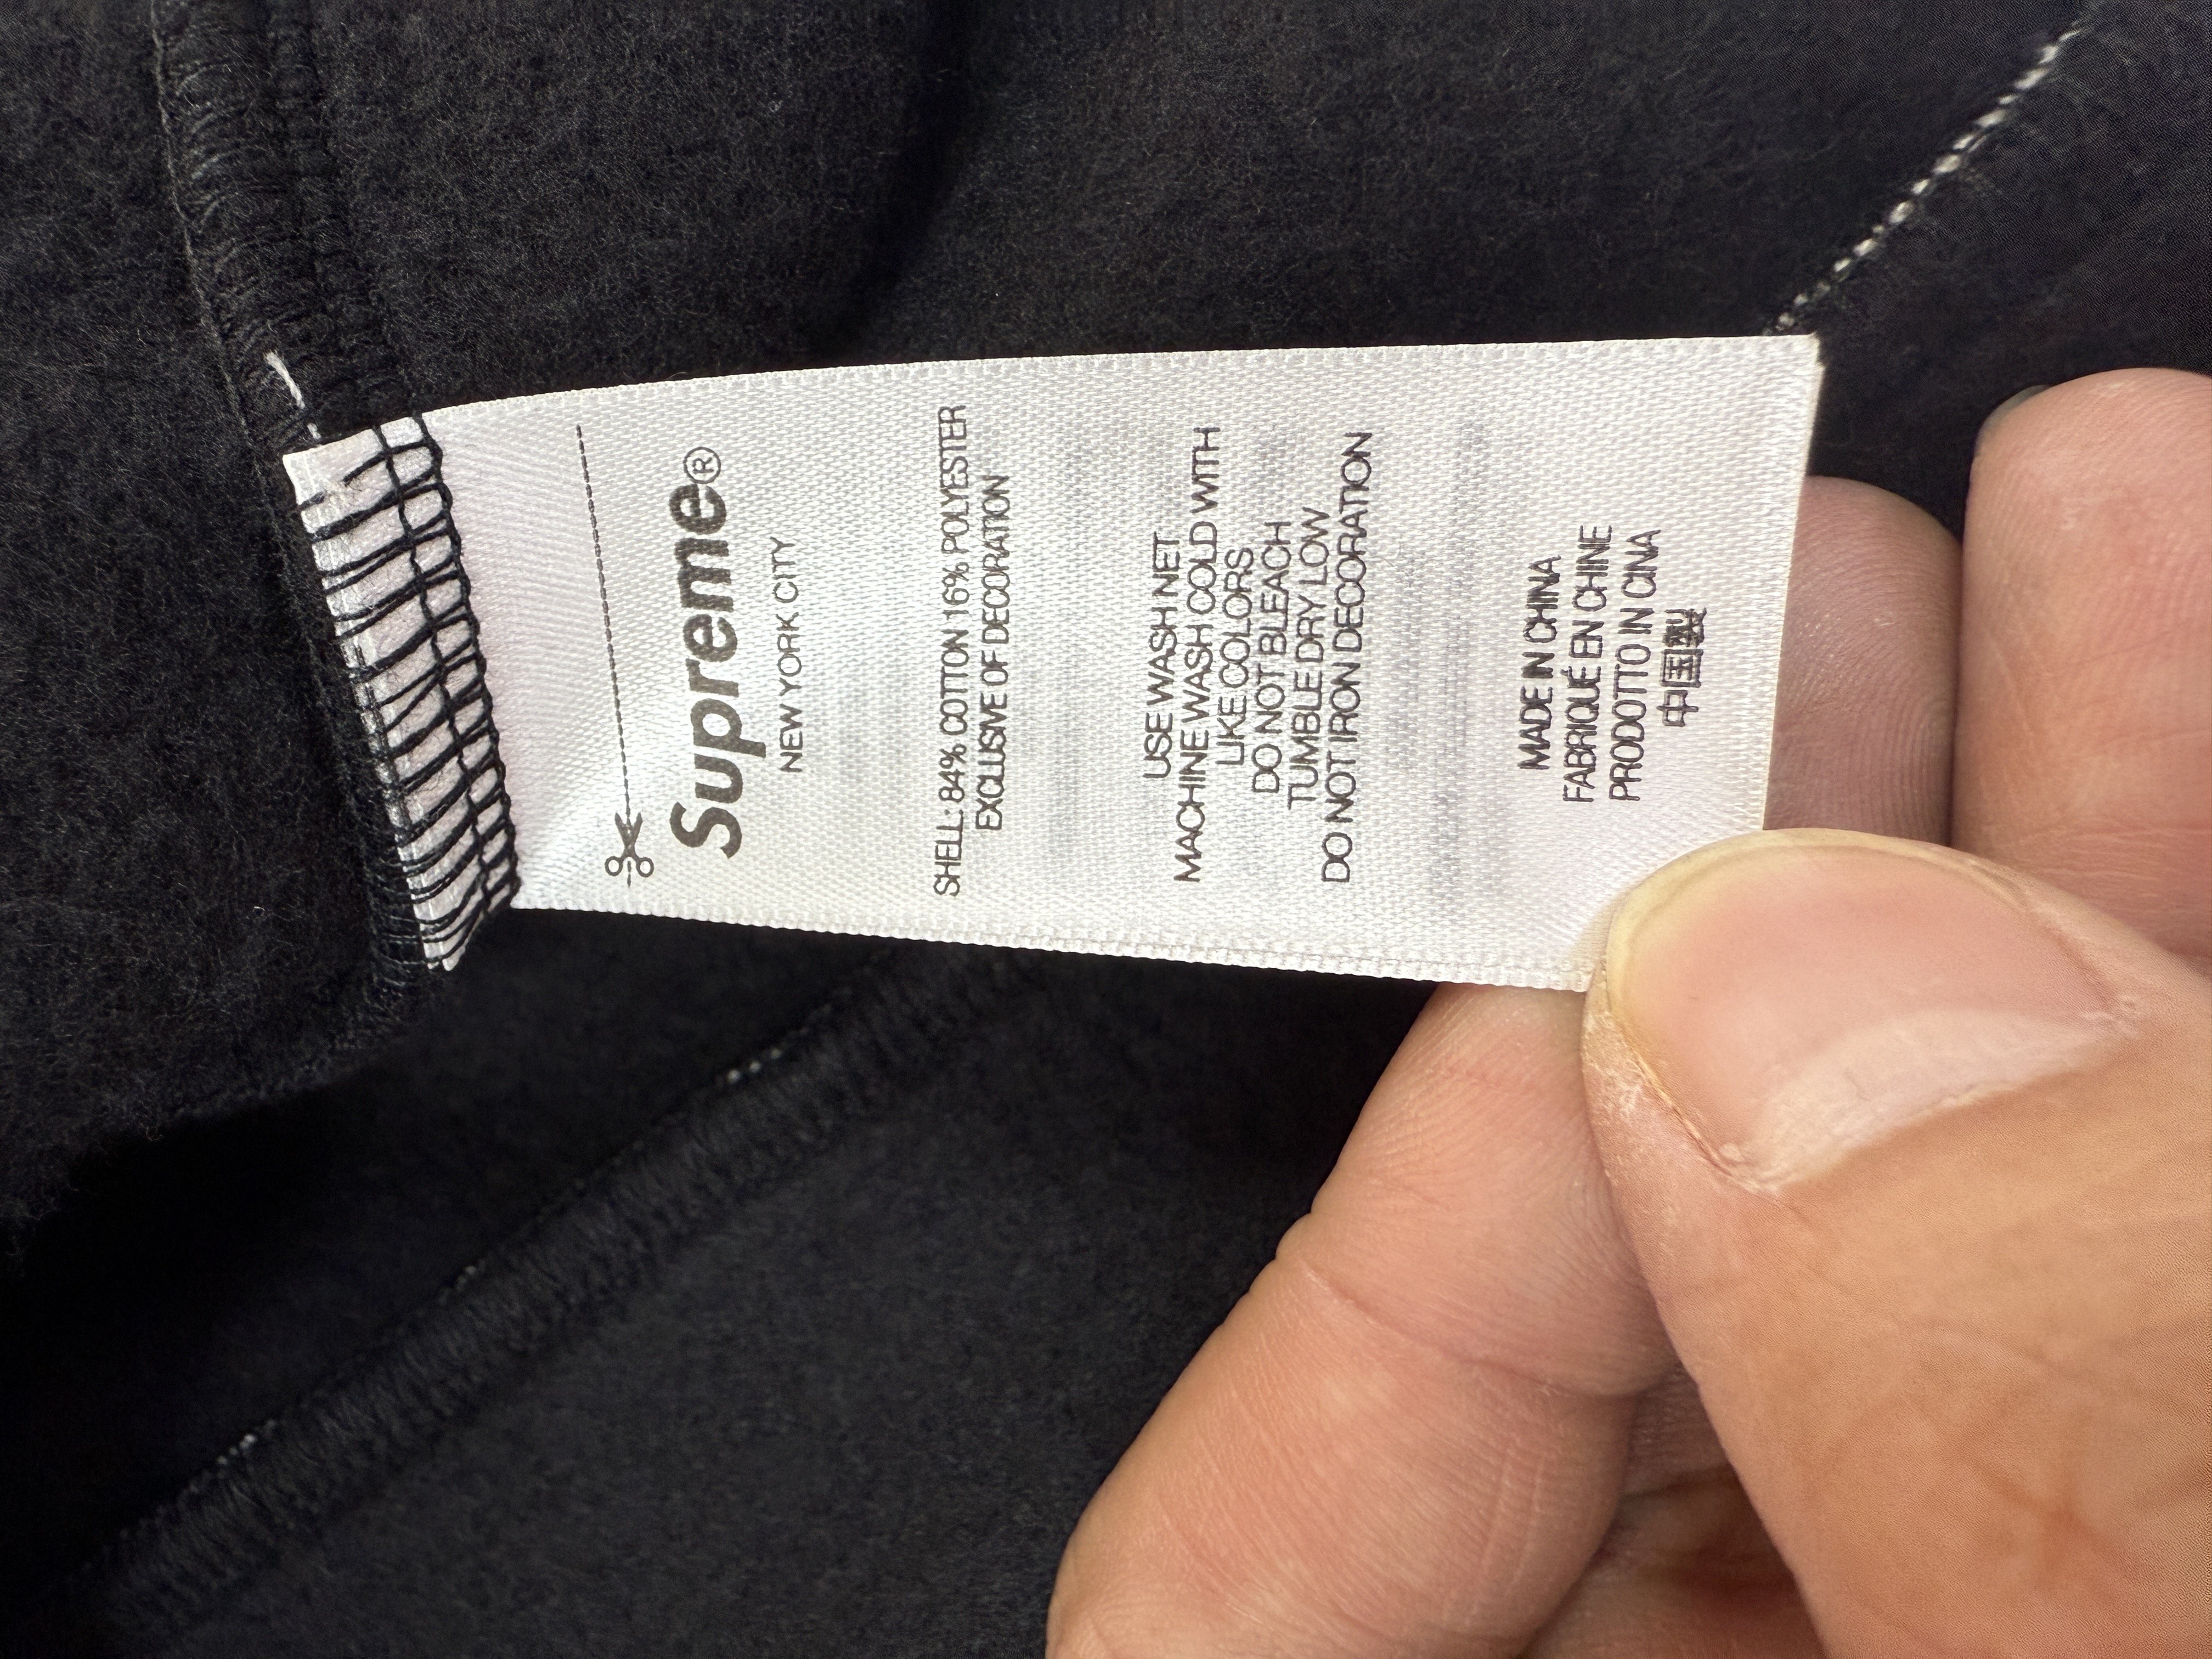 Supreme®
NEW YORK CITY
SHELL: 84% COTTON 16% POLYESTER
EXCLUSIVE OF DECORATION
USE WASH NET
MACHINE WASH COLD WITH
LIKE COLORS
DO NOT BLEACH
TUMBLE DRY LOW
DO NOT IRON DECORATION
MADE IN CHINA
FABRIQUÉ EN CHINE
PRODOTTO IN CINA
中国製